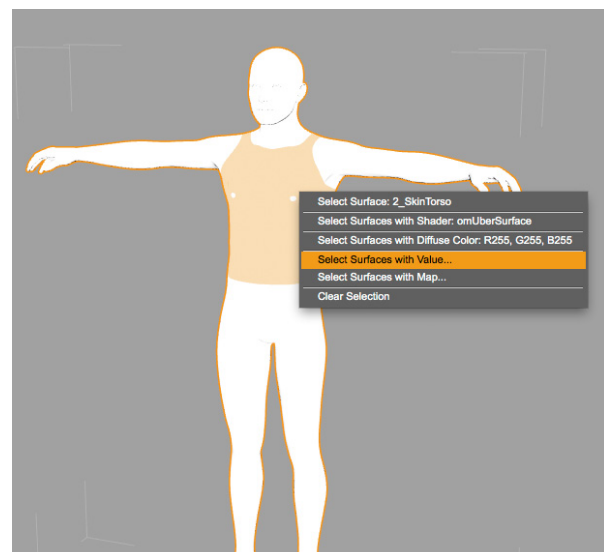 Select Surface: 2_SkinTorso
Select Surfaces with Shader: omUberSurface
Select Surfaces with Diffuse Color: R255, G255, B255
Select Surfaces with Value...
Select Surfaces with Map...
Clear Selection